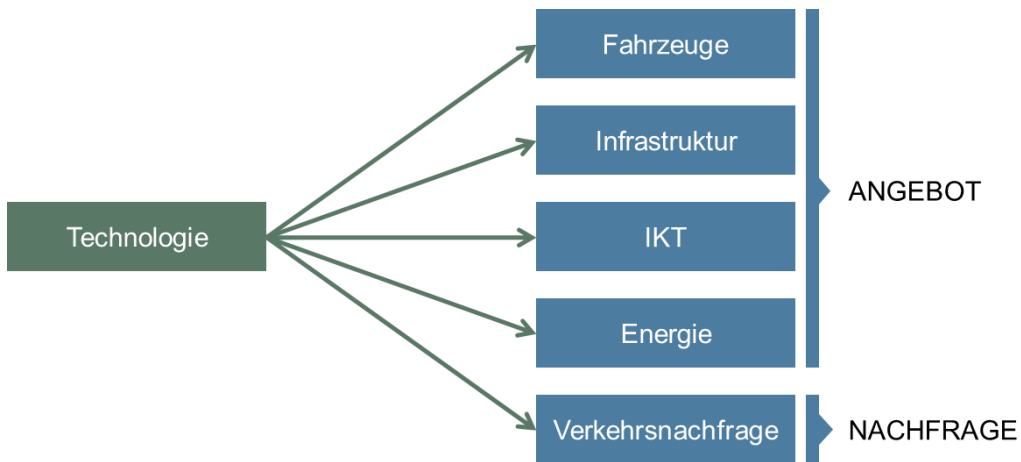 Fahrzeuge
Infrastruktur
ANGEBOT
Technologie
IKT
Energie
Verkehrsnachfrage
NACHFRAGE